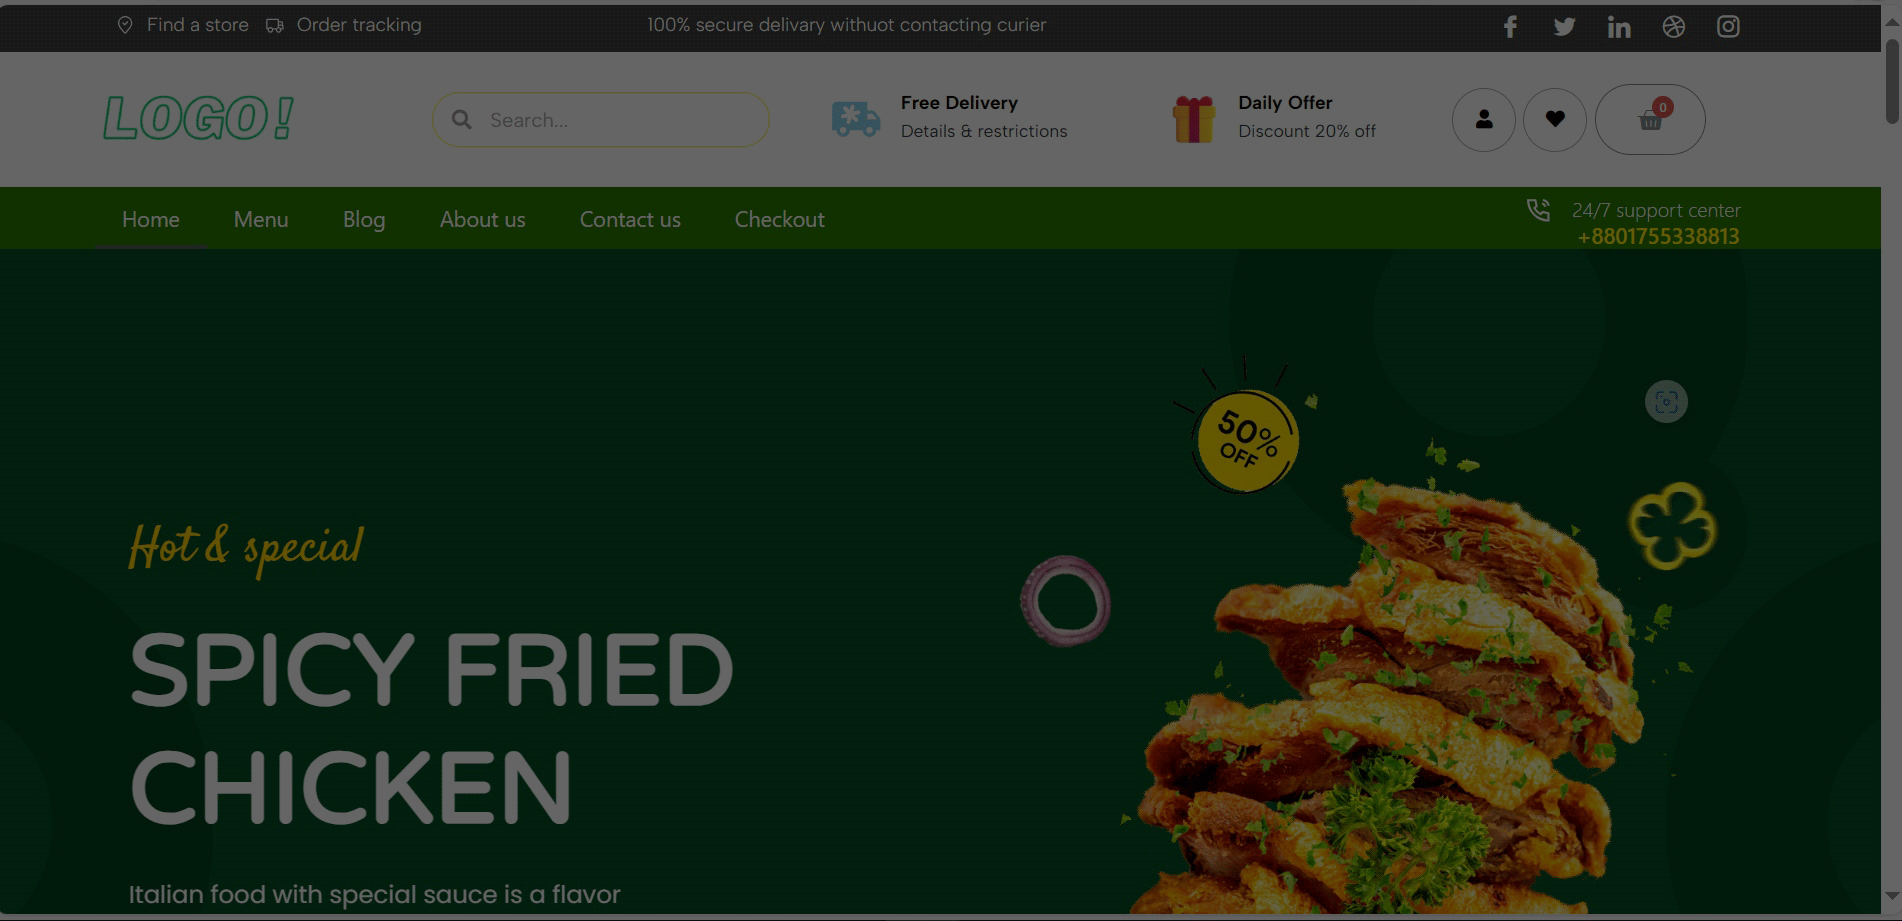 Find a store Order tracking 100% secure delivary withuot contacting curier
LOGO!
Search...
Free Delivery
Details & restrictions
Daily Offer
Discount 20% off
0
Home Menu Blog About us Contact us Checkout
24/7 support center
+8801755338813
50%
OFF
Hot & special
SPICY FRIED
CHICKEN
Italian food with special sauce is a flavor